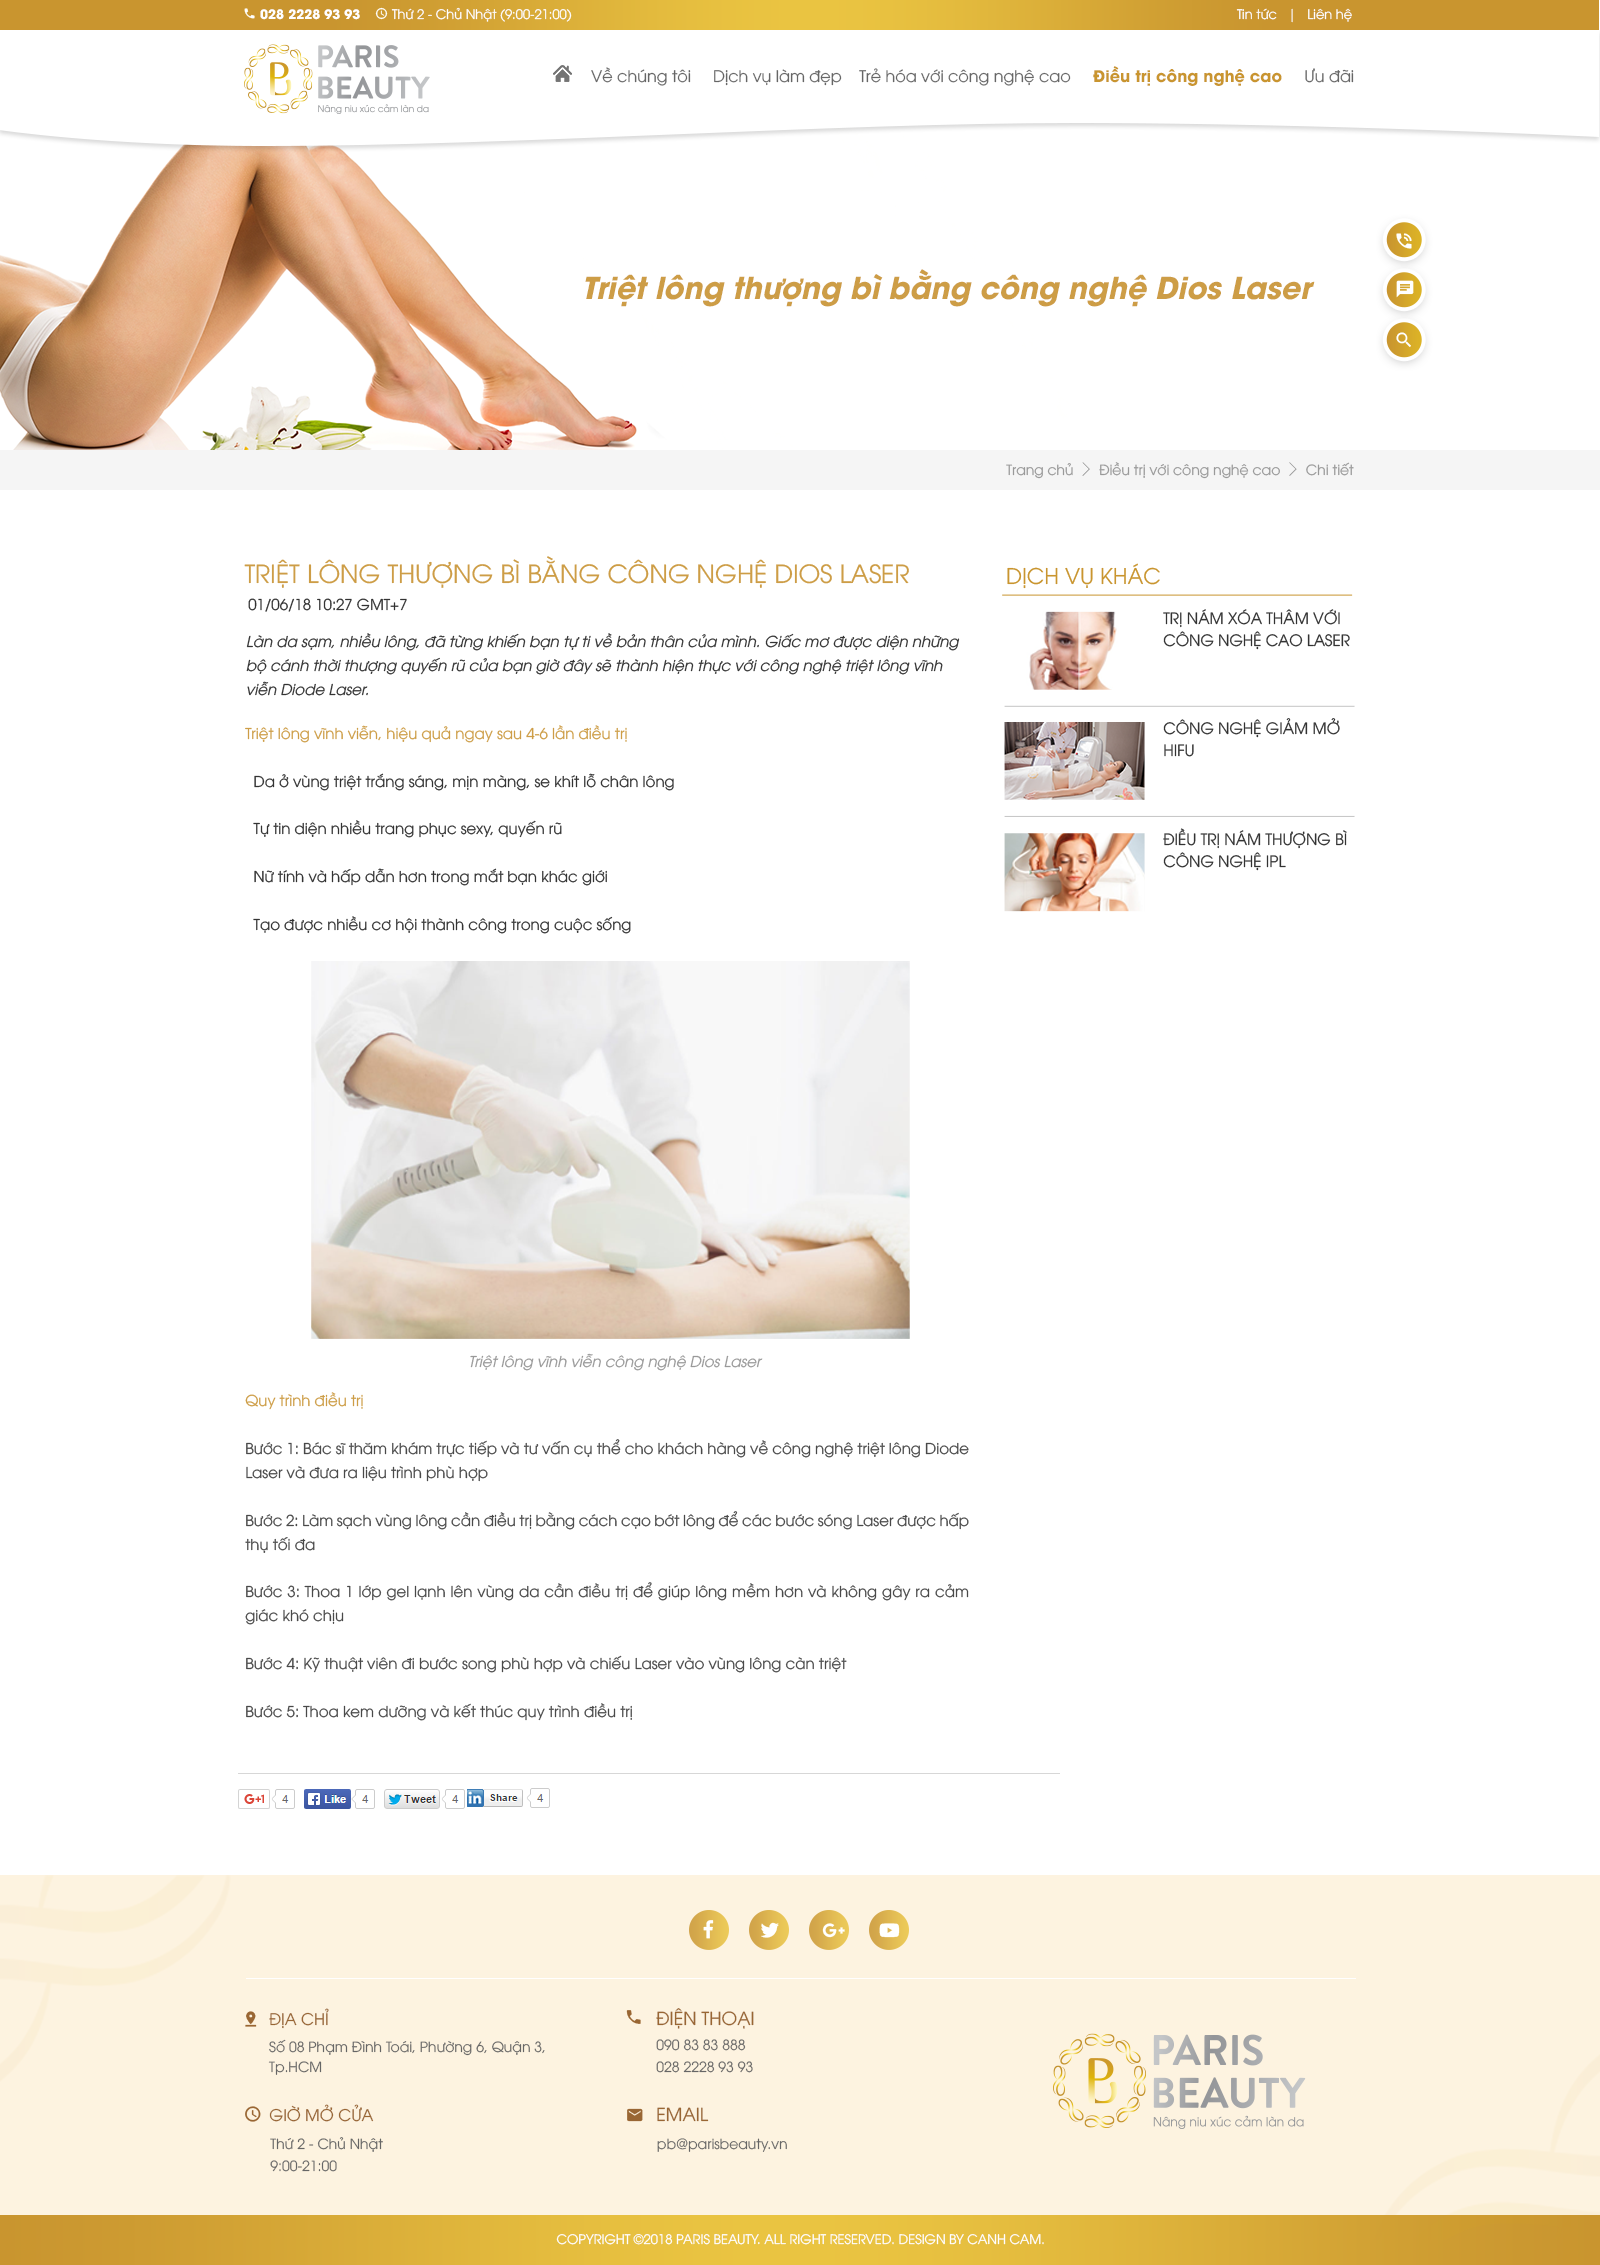 028 2228 93 93
Thứ 2 - Chủ Nhật (9:00-21:00)
Tin tức | Liên hệ
PARIS
BEAUTY
Nâng niu xúc cảm làn da
Về chúng tôi
Dịch vụ làm đẹp
Trẻ hóa với công nghệ cao
Điều trị công nghệ cao
Ưu đãi
Triệt lông thượng bì bằng công nghệ Dios Laser
Trang chủ > Điều trị với công nghệ cao > Chi tiết
TRIỆT LÔNG THƯỢNG BÌ BẰNG CÔNG NGHỆ DIOS LASER
01/06/18 10:27 GMT+7
Làn da sạm, nhiều lông, đã từng khiến bạn tự ti về bản thân của mình. Giấc mơ được diện những
bộ cánh thời thượng quyến rũ của bạn giờ đây sẽ thành hiện thực với công nghệ triệt lông vĩnh
viễn Diode Laser.
Triệt lông vĩnh viễn, hiệu quả ngay sau 4-6 lần điều trị
Da ở vùng triệt trắng sáng, mịn màng, se khít lỗ chân lông
Tự tin diện nhiều trang phục sexy, quyến rũ
Nữ tính và hấp dẫn hơn trong mắt bạn khác giới
Tạo được nhiều cơ hội thành công trong cuộc sống
Triệt lông vĩnh viễn công nghệ Dios Laser
Quy trình điều trị
Bước 1: Bác sĩ thăm khám trực tiếp và tư vấn cụ thể cho khách hàng về công nghệ triệt lông Diode
Laser và đưa ra liệu trình phù hợp
Bước 2: Làm sạch vùng lông cần điều trị bằng cách cạo bớt lông để các bước sóng Laser được hấp
thụ tối đa
Bước 3: Thoa 1 lớp gel lạnh lên vùng da cần điều trị để giúp lông mềm hơn và không gây ra cảm
giác khó chịu
Bước 4: Kỹ thuật viên đi bước song phù hợp và chiếu Laser vào vùng lông càn triệt
Bước 5: Thoa kem dưỡng và kết thúc quy trình điều trị
G+1 4 Like 4 Tweet 4 in Share 4
DỊCH VỤ KHÁC
TRỊ NÁM XÓA THÂM VỚI
CÔNG NGHỆ CAO LASER
CÔNG NGHỆ GIẢM MỞ
HIFU
ĐIỀU TRỊ NÁM THƯỢNG BÌ
CÔNG NGHỆ IPL
ĐỊA CHỈ
Số 08 Phạm Đình Toái, Phường 6, Quận 3,
Tp.HCM
GIỜ MỞ CỬA
Thứ 2 - Chủ Nhật
9:00-21:00
ĐIỆN THOẠI
090 83 83 888
028 2228 93 93
EMAIL
pb@parisbeauty.vn
PARIS
BEAUTY
Nâng niu xúc cảm làn da
COPYRIGHT ©2018 PARIS BEAUTY. ALL RIGHT RESERVED. DESIGN BY CANH CAM.